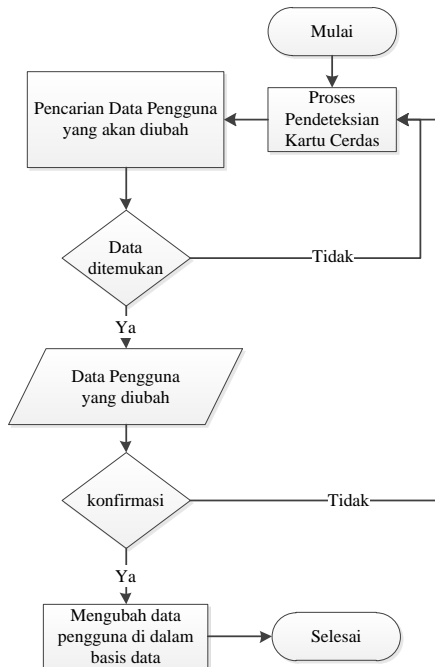 Mulai
Proses
Pendeteksian
Kartu Cerdas
Pencarian Data Pengguna
yang akan diubah
Data
ditemukan
Tidak
Ya
Data Pengguna
yang diubah
konfirmasi
Tidak
Ya
Mengubah data
pengguna di dalam
basis data
Selesai